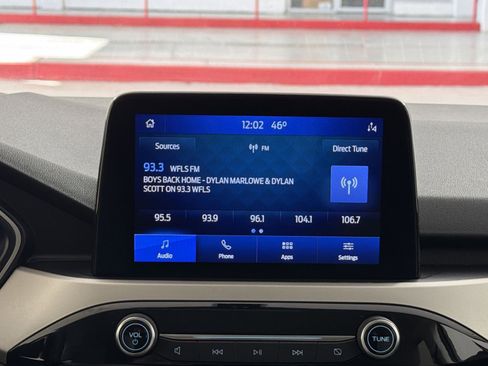 12:02 46°
Sources FM Direct Tune
93.3 WFLS FM
BOYS BACK HOME - DYLAN MARLOWE & DYLAN
SCOTT ON 93.3 WFLS
95.5 93.9 96.1 104.1 106.7
Audio Phone Apps Settings
VOL TUNE